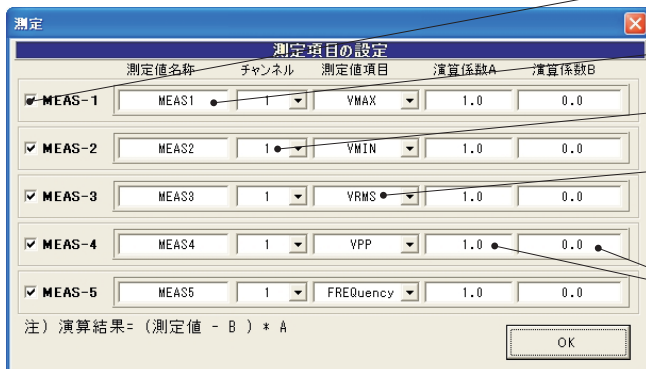 測定
測定項目の設定
測定値名称 チャンネル 測定値項目 演算係数A 演算係数B
MEAS-1 MEAS1 1 VMAX 1.0 0.0
MEAS-2 MEAS2 1 VMIN 1.0 0.0
MEAS-3 MEAS3 1 VRMS 1.0 0.0
MEAS-4 MEAS4 1 VPP 1.0 0.0
MEAS-5 MEAS5 1 FREQuency 1.0 0.0
注) 演算結果= (測定値 - B ) * A
OK